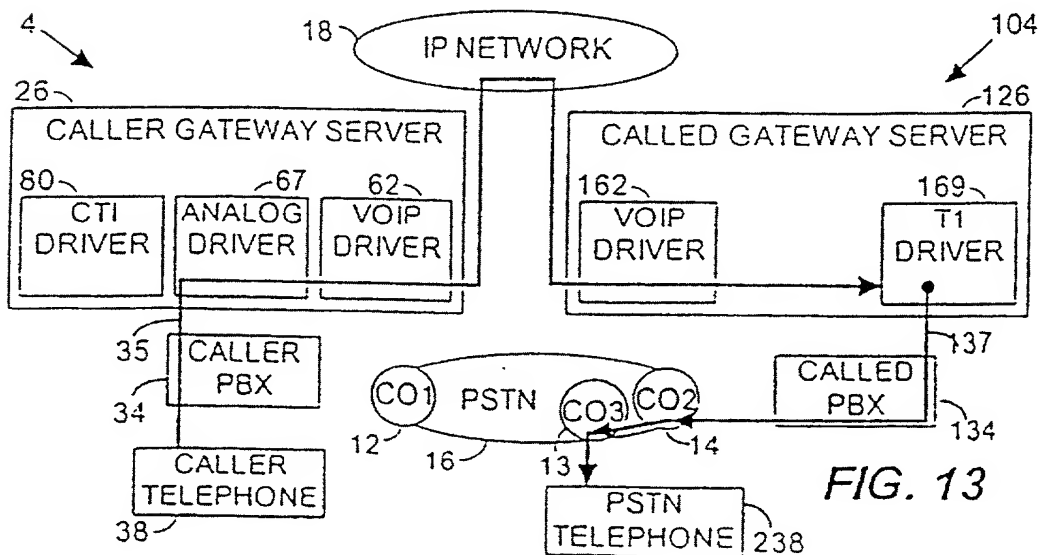 4
18
IP NETWORK
104
26
CALLER GATEWAY SERVER
126
CALLED GATEWAY SERVER
80
CTI
DRIVER
67
ANALOG
DRIVER
62
VOIP
DRIVER
162
VOIP
DRIVER
169
T1
DRIVER
35
CALLER
PBX
34
CALLER
TELEPHONE
38
CO1
12
PSTN
16
CO3
13
CO2
14
137
CALLED
PBX
134
PSTN
TELEPHONE
238
FIG. 13